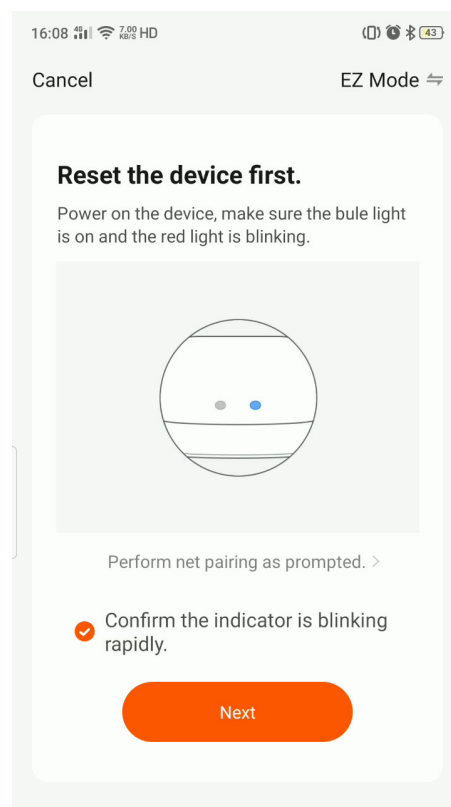 16:08 4G 7.00 KB/S HD 43
Cancel EZ Mode
Reset the device first.
Power on the device, make sure the bule light
is on and the red light is blinking.
Perform net pairing as prompted. >
Confirm the indicator is blinking
rapidly.
Next